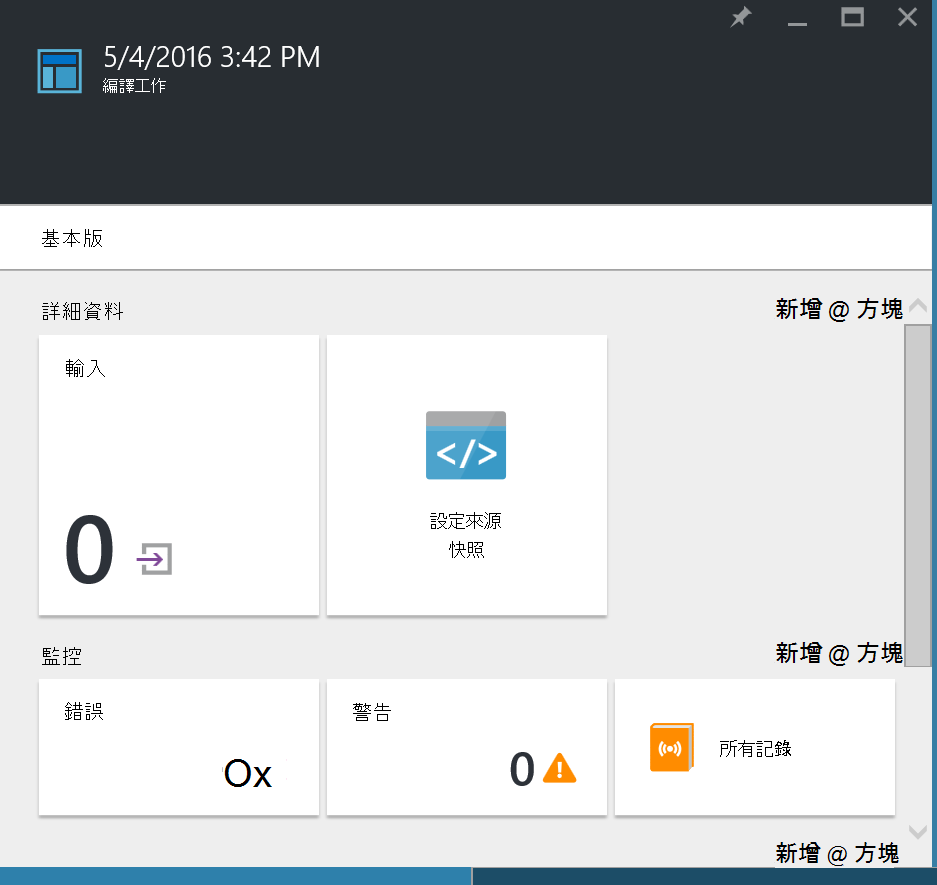 5/4/2016 3:42 PM
編譯工作
基本版
詳細資料
新增 @ 方塊
輸入
0
</>
設定來源
快照
監控
新增 @ 方塊
錯誤
Ox
警告
0
所有記錄
新增 @ 方塊